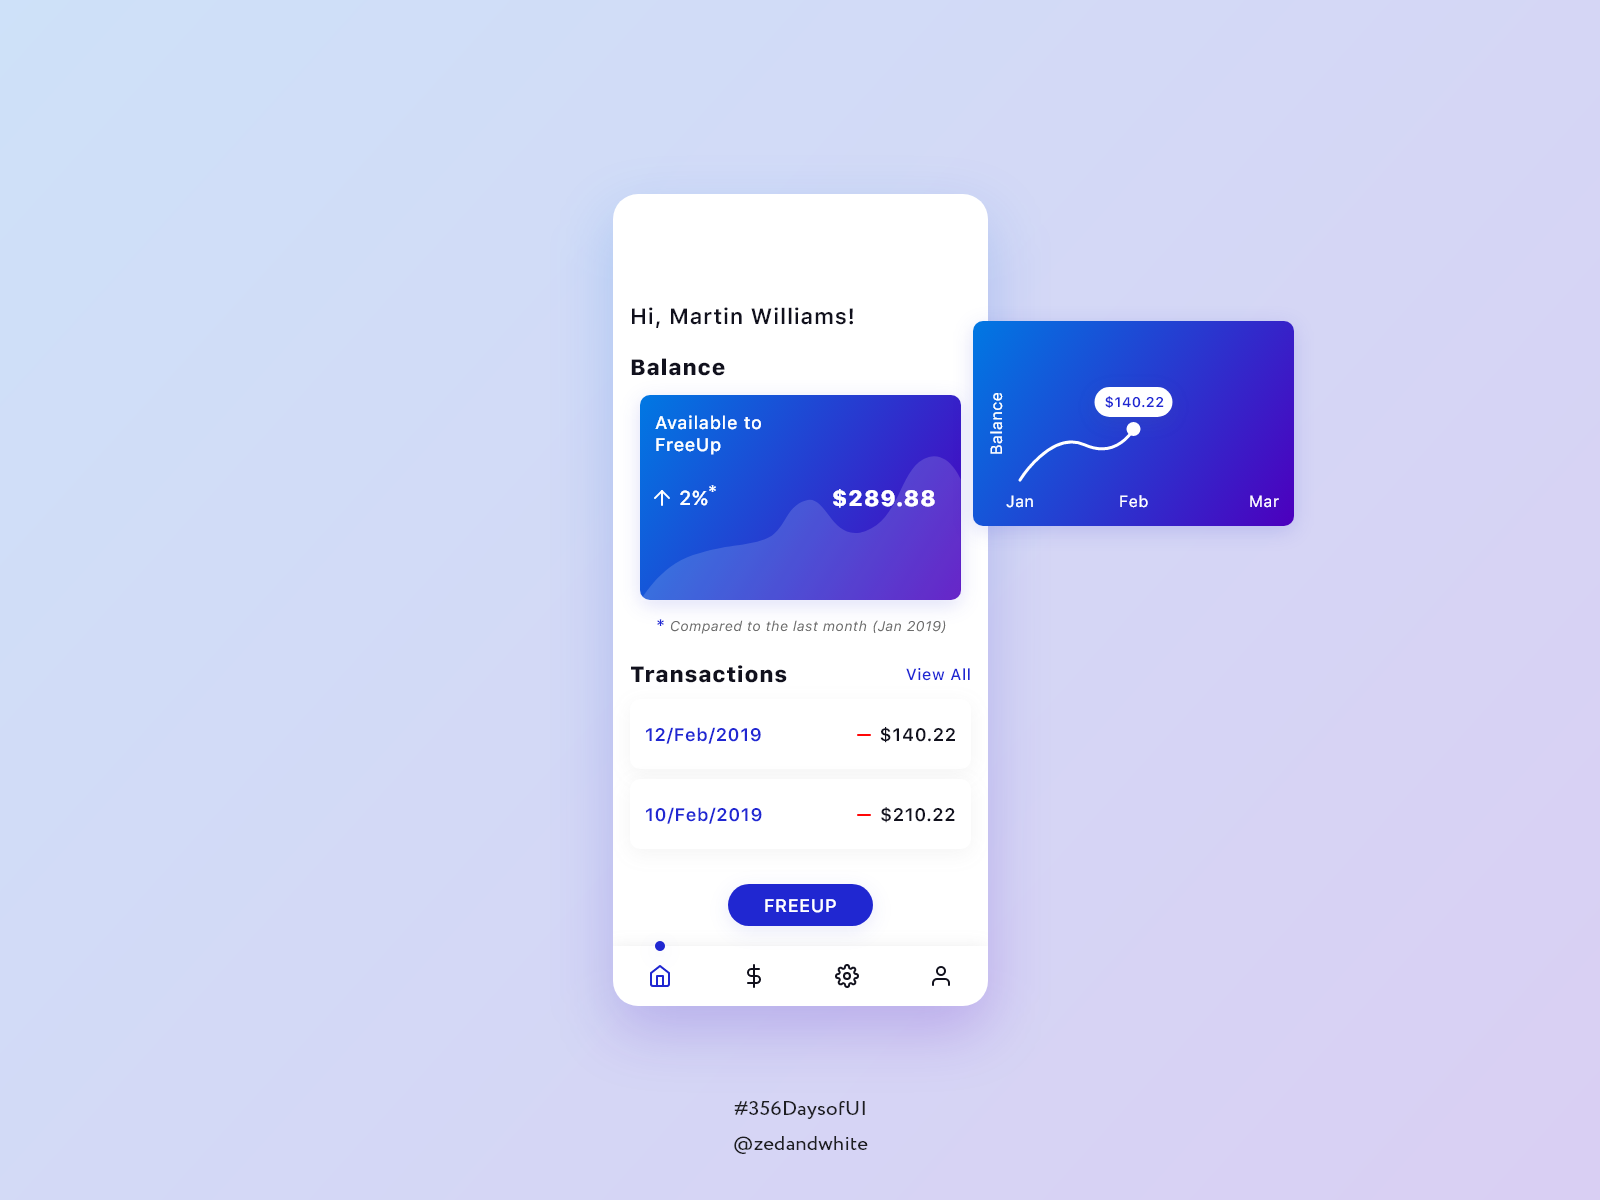 Hi, Martin Williams!
Balance
Available to
FreeUp
2%*
$289.88
* Compared to the last month (Jan 2019)
Balance
$140.22
Jan Feb Mar
Transactions View All
12/Feb/2019 – $140.22
10/Feb/2019 – $210.22
FREEUP
#356DaysofUI
@zedandwhite